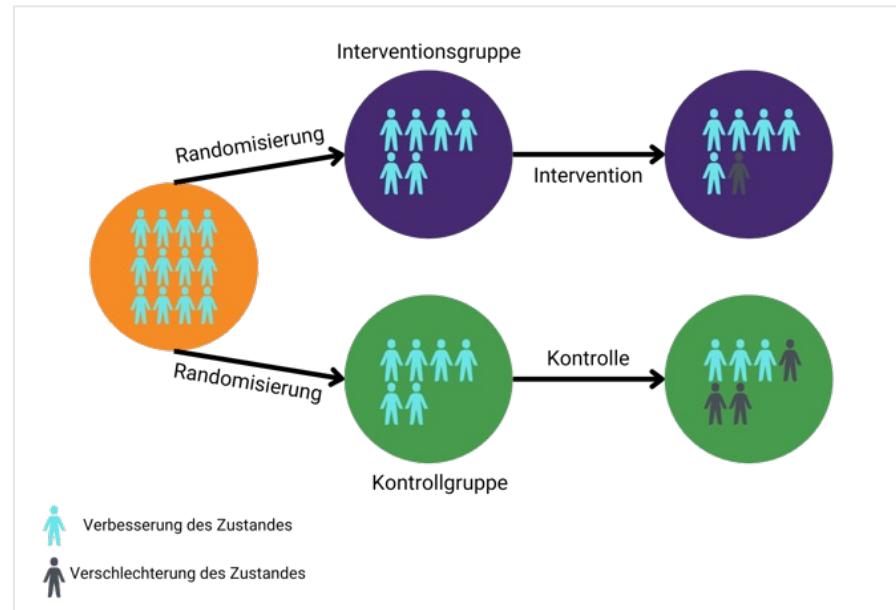 Interventionsgruppe
Randomisierung
Intervention
Randomisierung
Kontrolle
Kontrollgruppe
Verbesserung des Zustandes
Verschlechterung des Zustandes